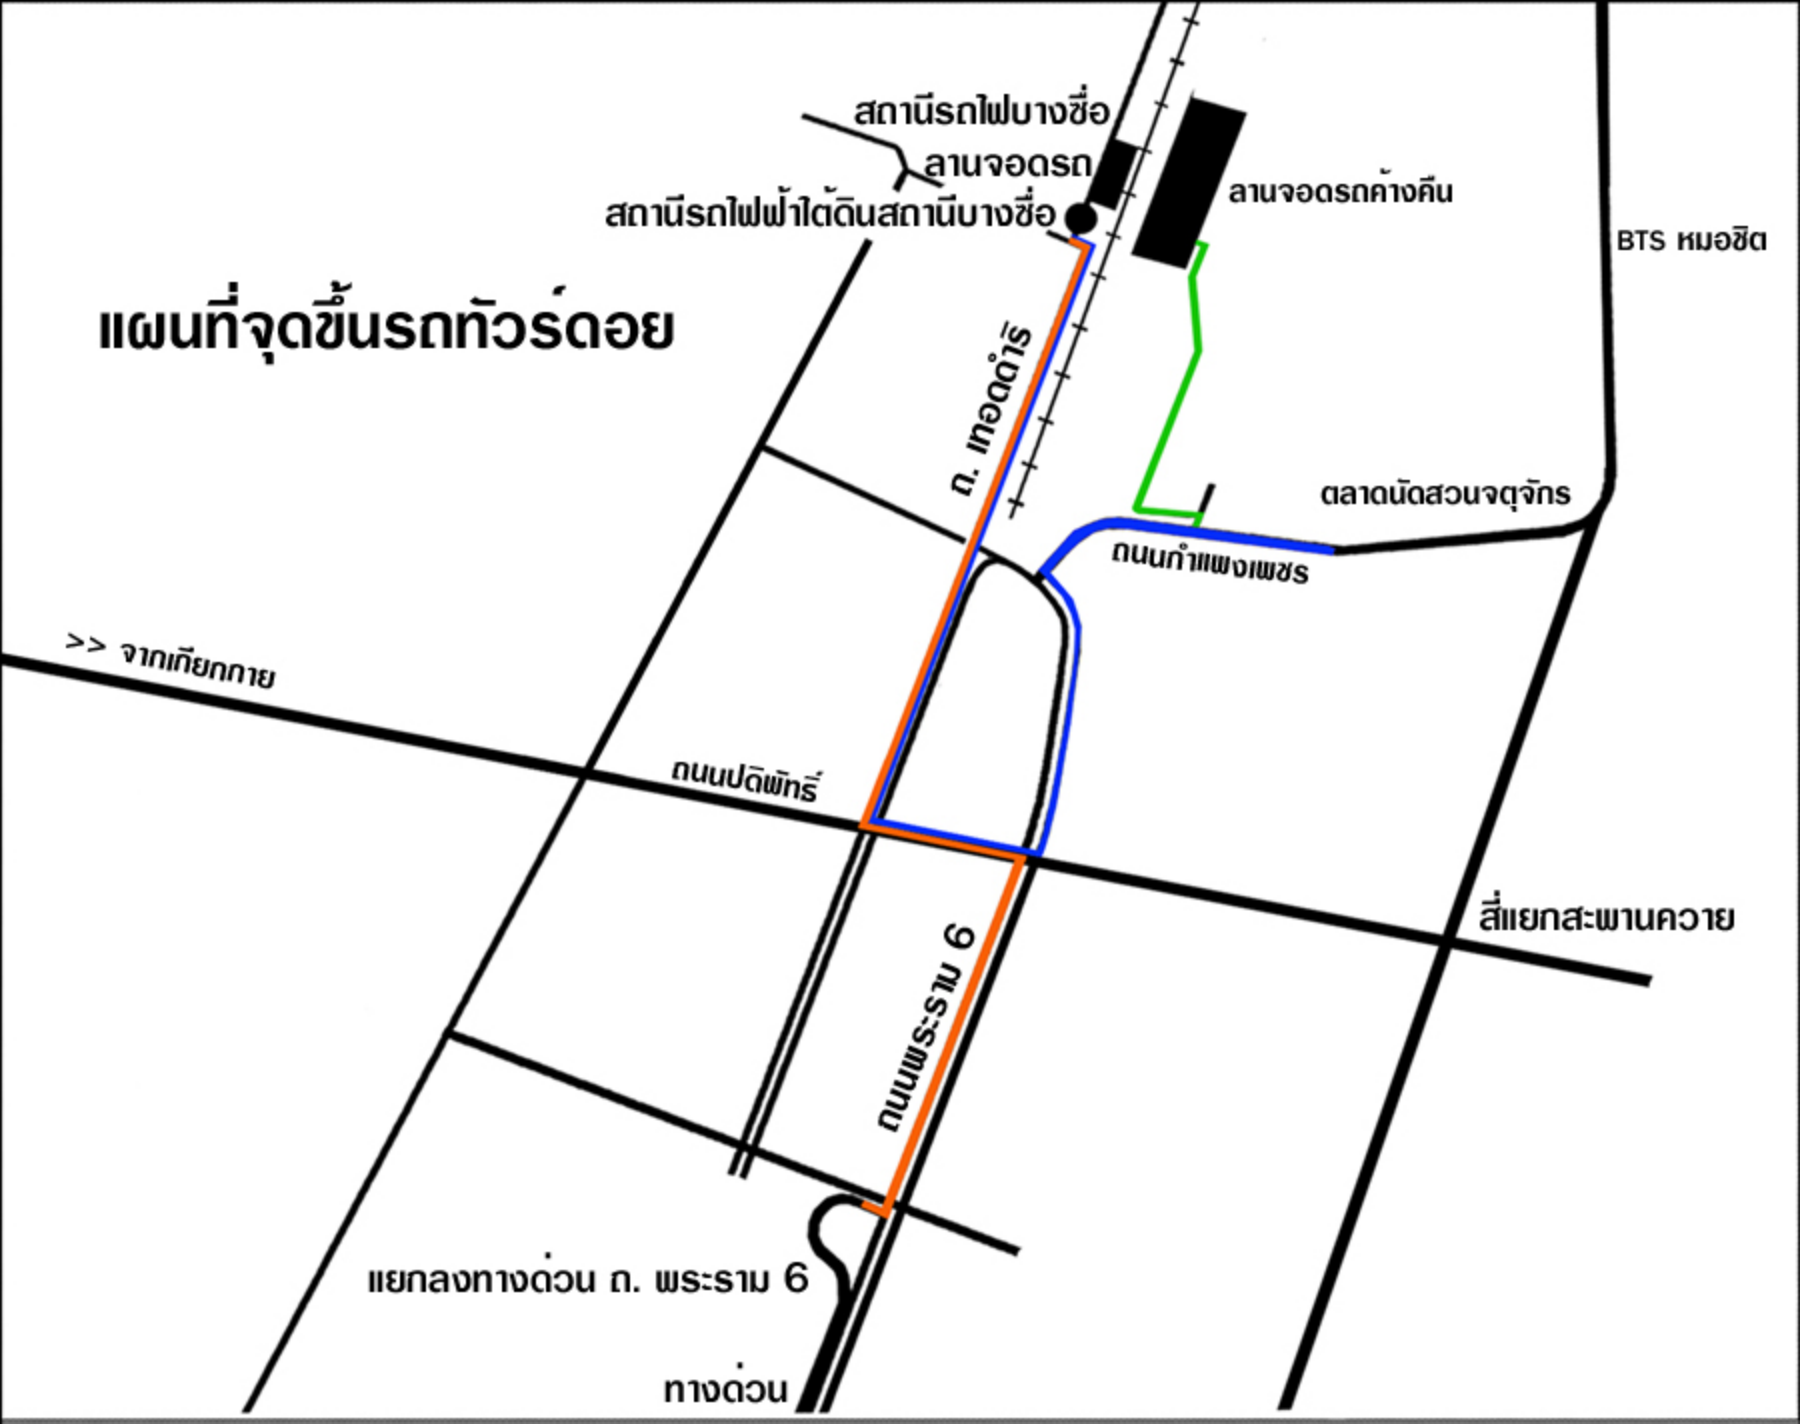 สถานีรถไฟบางซื่อ
ลานจอดรถ
ลานจอดรถค้างคืน
สถานีรถไฟฟ้าใต้ดินสถานีบางซื่อ
BTS หมอชิต
แผนที่จุดขึ้นรถทัวร์ดอย
ถ. เทอดดำริ
ตลาดนัดสวนจตุจักร
ถนนกำแพงเพชร
>> จากเกียกกาย
ถนนปดิพัทธิ์
สี่แยกสะพานควาย
ถนนพระราม 6
แยกลงทางด่วน ถ. พระราม 6
ทางด่วน